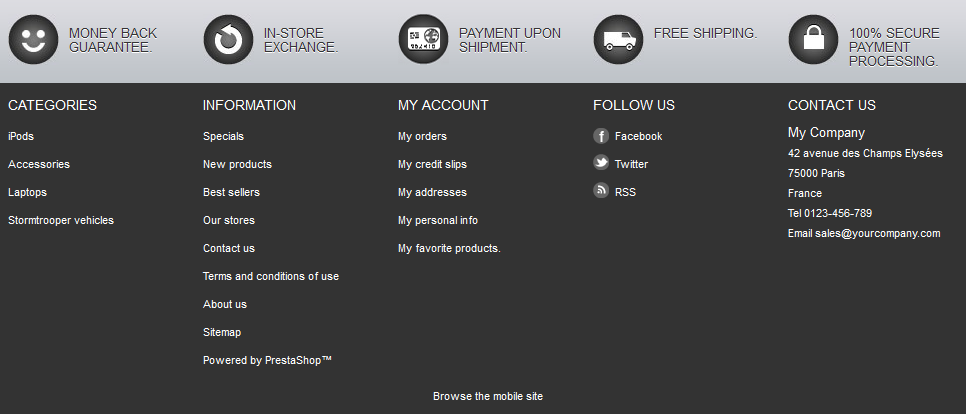 MONEY BACK
GUARANTEE.
IN-STORE
EXCHANGE.
PAYMENT UPON
SHIPMENT.
FREE SHIPPING.
100% SECURE
PAYMENT
PROCESSING.
CATEGORIES
iPods
Accessories
Laptops
Stormtrooper vehicles
INFORMATION
Specials
New products
Best sellers
Our stores
Contact us
Terms and conditions of use
About us
Sitemap
Powered by PrestaShop™
MY ACCOUNT
My orders
My credit slips
My addresses
My personal info
My favorite products.
FOLLOW US
Facebook
Twitter
RSS
CONTACT US
My Company
42 avenue des Champs Elysées
75000 Paris
France
Tel 0123-456-789
Email sales@yourcompany.com
Browse the mobile site